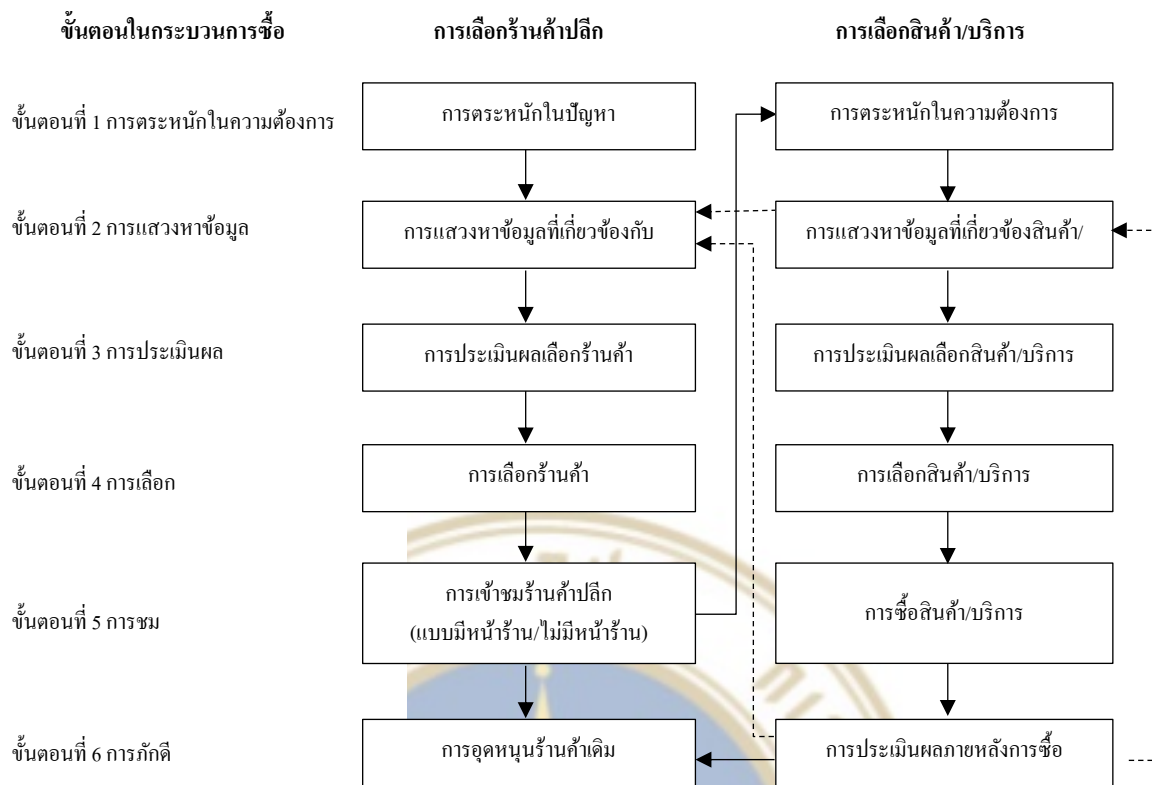 ขั้นตอนในกระบวนการซื้อ การเลือกร้านค้าปลีก การเลือกสินค้า/บริการ
ขั้นตอนที่ 1 การตระหนักในความต้องการ การตระหนักในปัญหา การตระหนักในความต้องการ
ขั้นตอนที่ 2 การแสวงหาข้อมูล การแสวงหาข้อมูลที่เกี่ยวข้องกับ การแสวงหาข้อมูลที่เกี่ยวข้องสินค้า/
ขั้นตอนที่ 3 การประเมินผล การประเมินผลเลือกร้านค้า การประเมินผลเลือกสินค้า/บริการ
ขั้นตอนที่ 4 การเลือก การเลือกร้านค้า การเลือกสินค้า/บริการ
ขั้นตอนที่ 5 การชม การเข้าชมร้านค้าปลีก การซื้อสินค้า/บริการ
(แบบมีหน้าร้าน/ไม่มีหน้าร้าน)
ขั้นตอนที่ 6 การภักดี การอุดหนุนร้านค้าเดิม การประเมินผลภายหลังการซื้อ